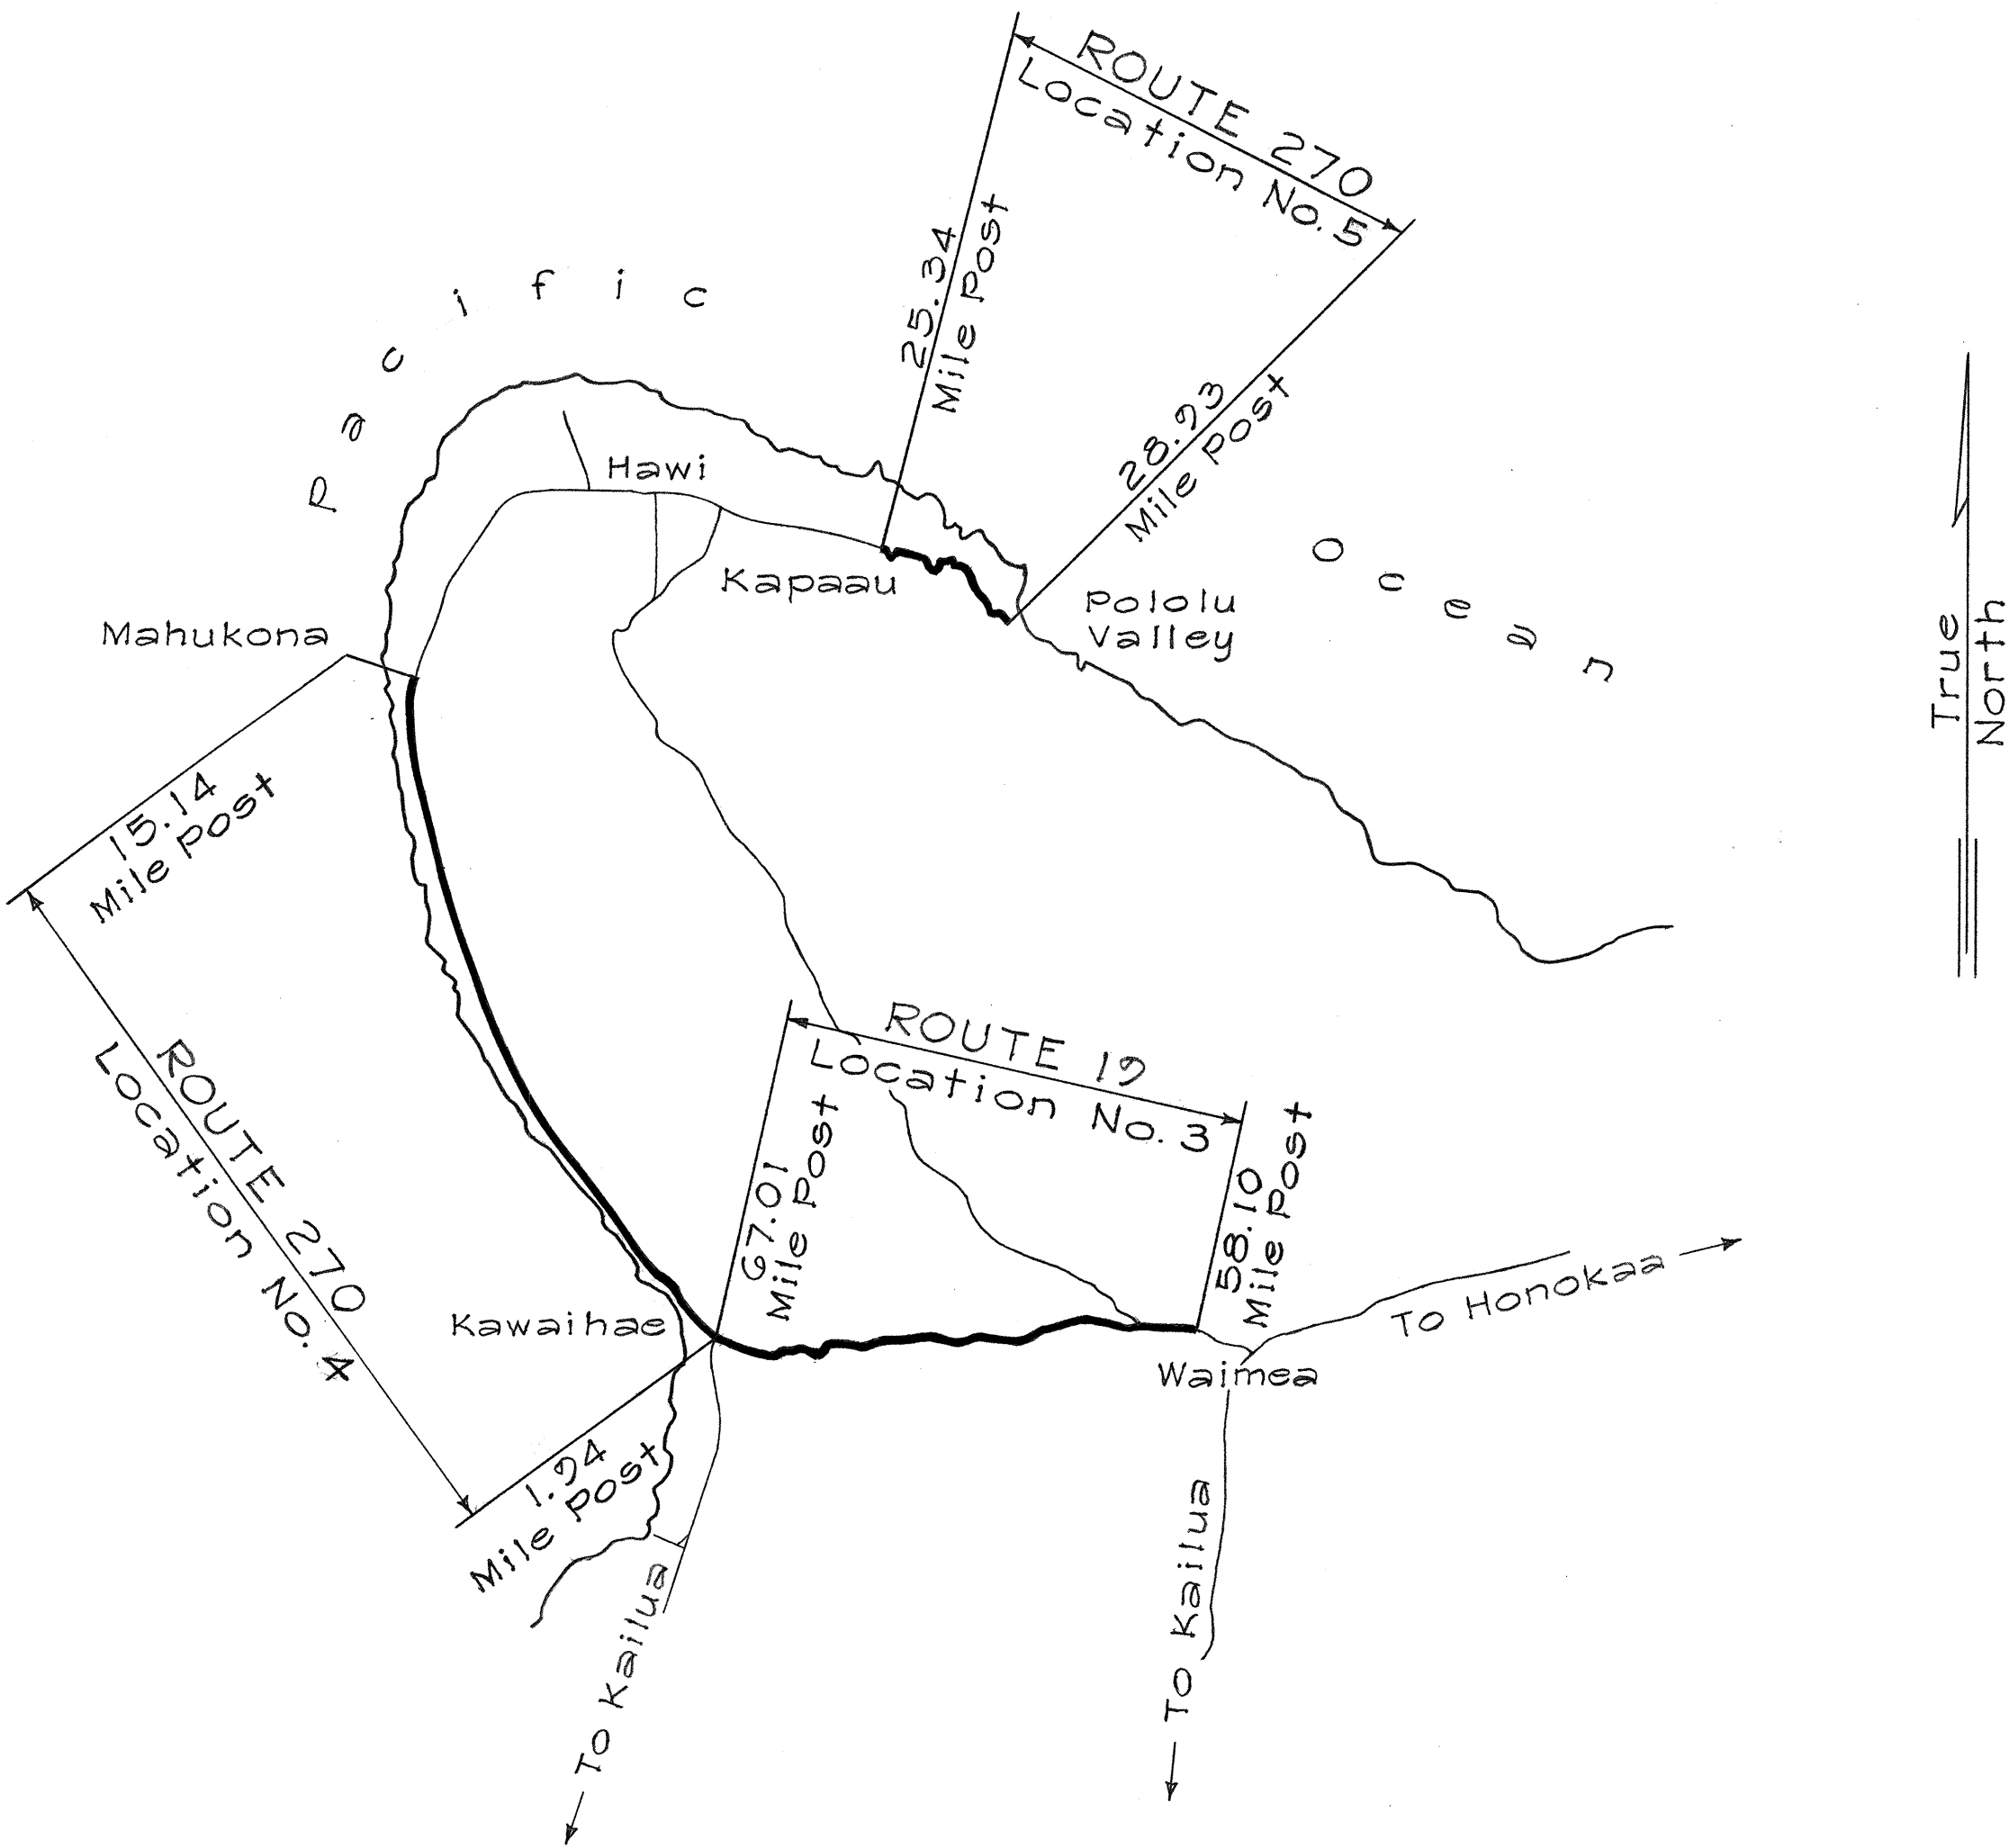 ROUTE 270
Location No. 5
25.34
Mile Post
28.93
Mile Post
Pacific
Ocean
Hawi
Kapaau
Pololu
Valley
Mahukona
True
North
15.14
Mile Post
ROUTE 270
Location No. 4
1.94
Mile Post
ROUTE 19
Location No. 3
67.01
Mile Post
58.10
Mile Post
Kawaihae
Waimea
To Honokaa
To Kailua
To Kailua